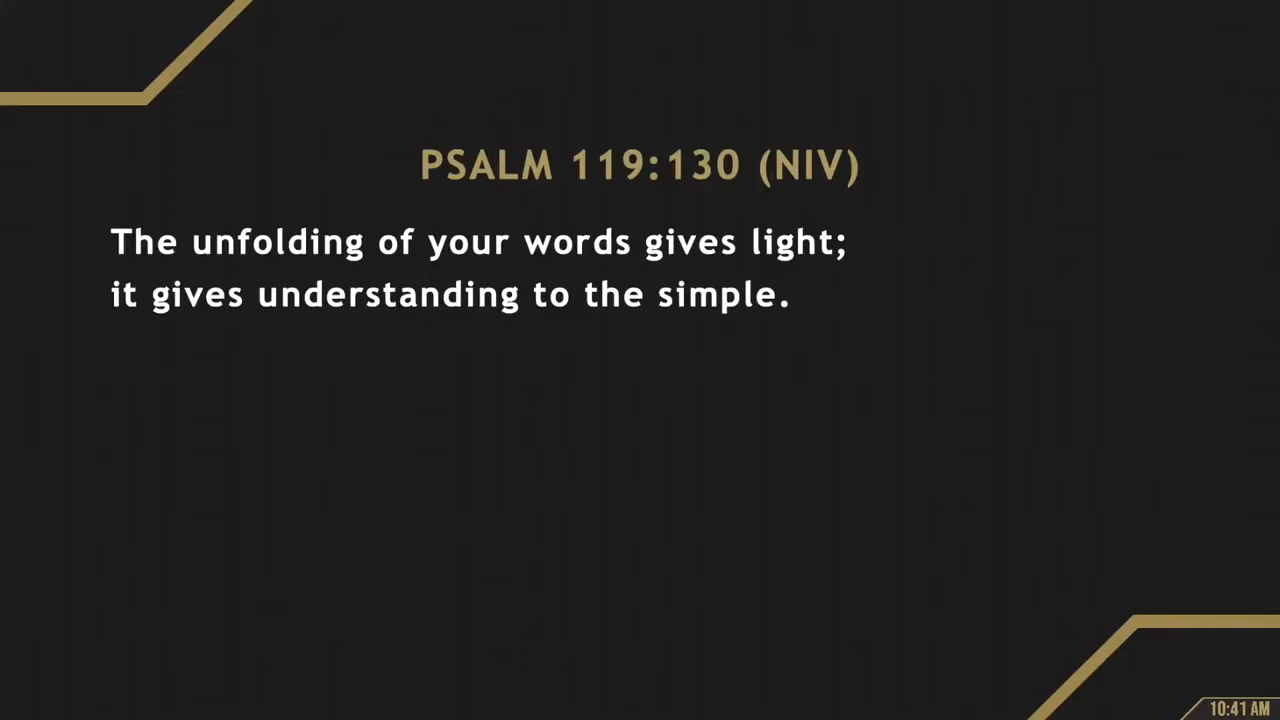 PSALM 119:130 (NIV)
The unfolding of your words gives light;
it gives understanding to the simple.
10:41 AM